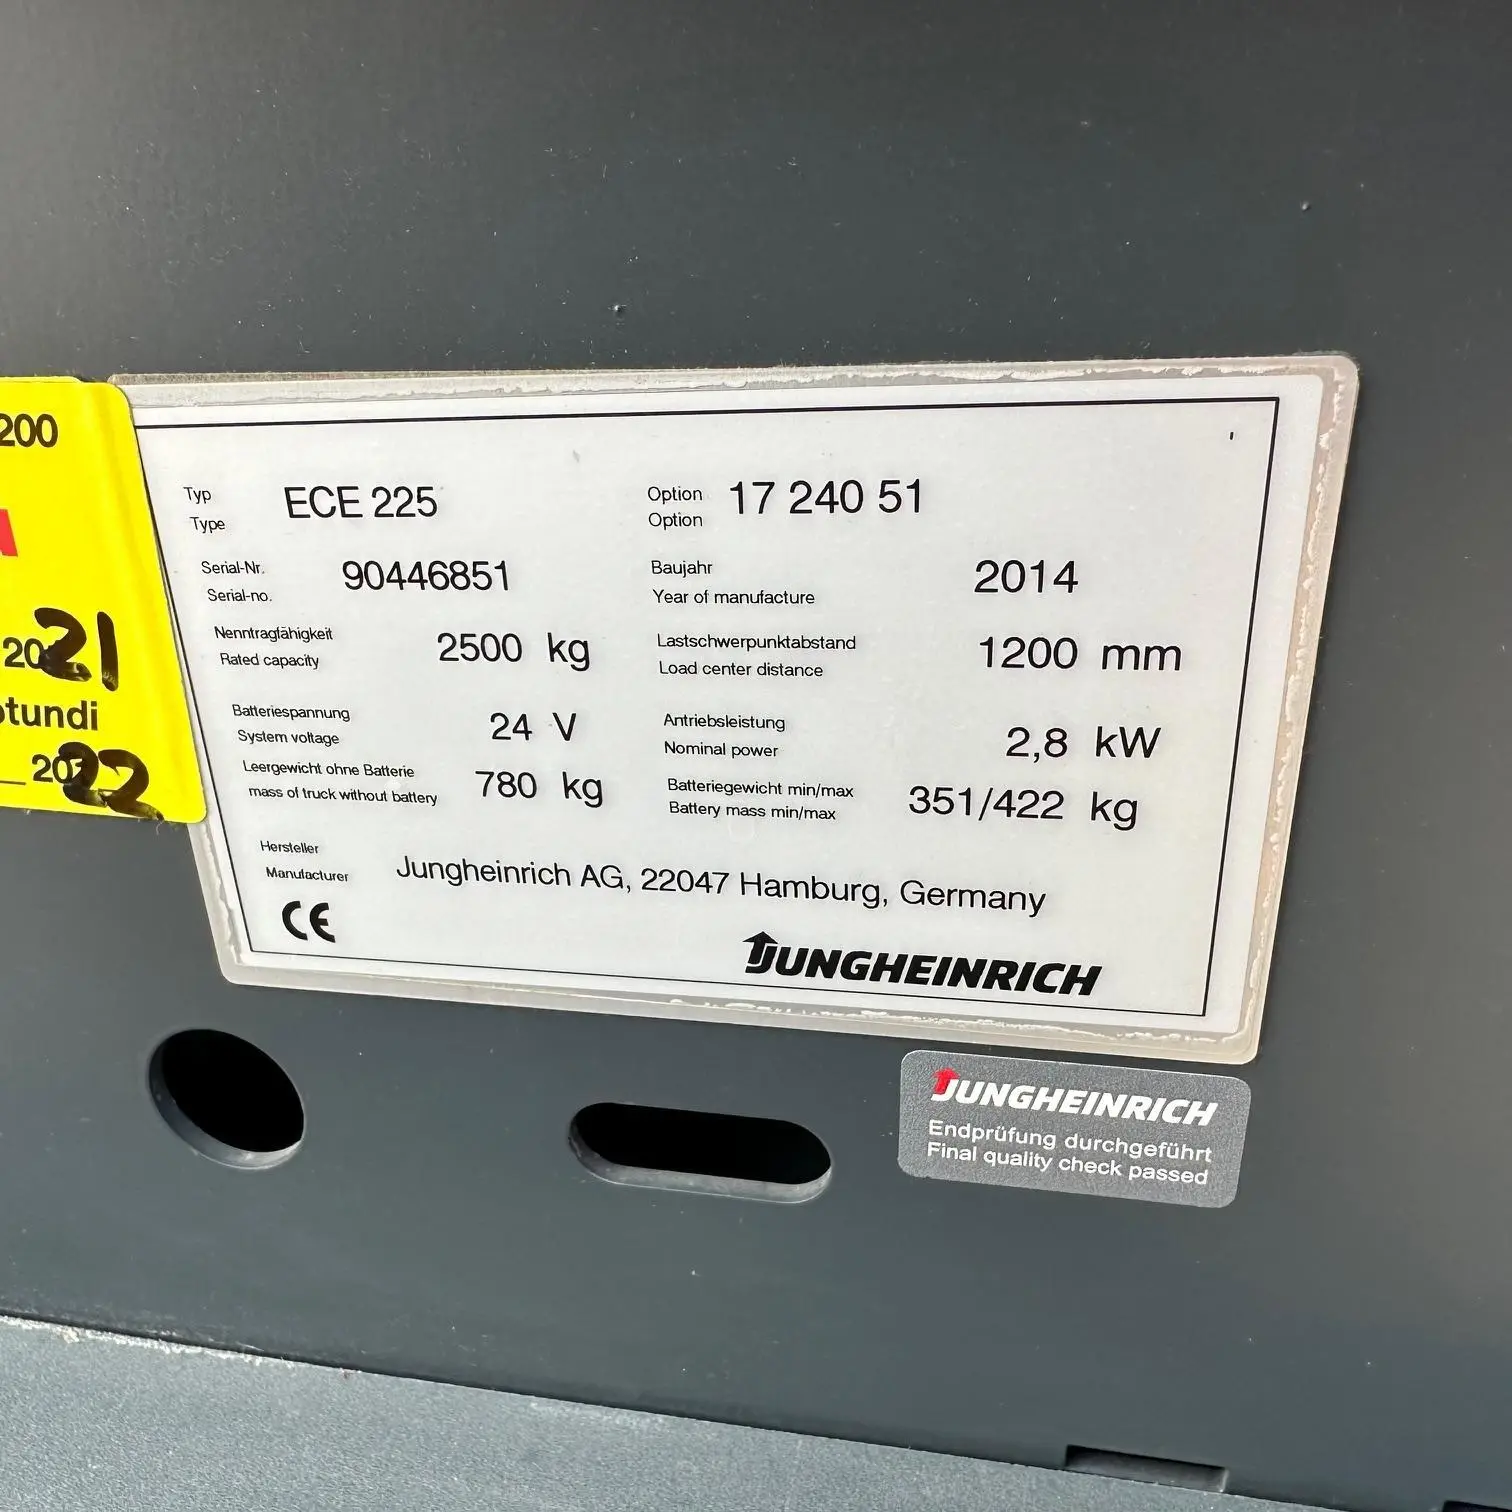 200
Typ ECE 225 Option 17 240 51
Type Option
Serial-Nr. 90446851 Baujahr 2014
Serial-no. Year of manufacture
Nenntragfähigkeit 2500 kg Lastschwerpunktabstand 1200 mm
Rated capacity Load center distance
Batteriespannung 24 V Antriebsleistung 2,8 kW
System voltage Nominal power
Leergewicht ohne Batterie 780 kg Batteriegewicht min/max 351/422 kg
mass of truck without battery Battery mass min/max
Hersteller Jungheinrich AG, 22047 Hamburg, Germany
Manufacturer
CE
JUNGHEINRICH
21
tundi
22
JUNGHEINRICH
Endprüfung durchgeführt
Final quality check passed